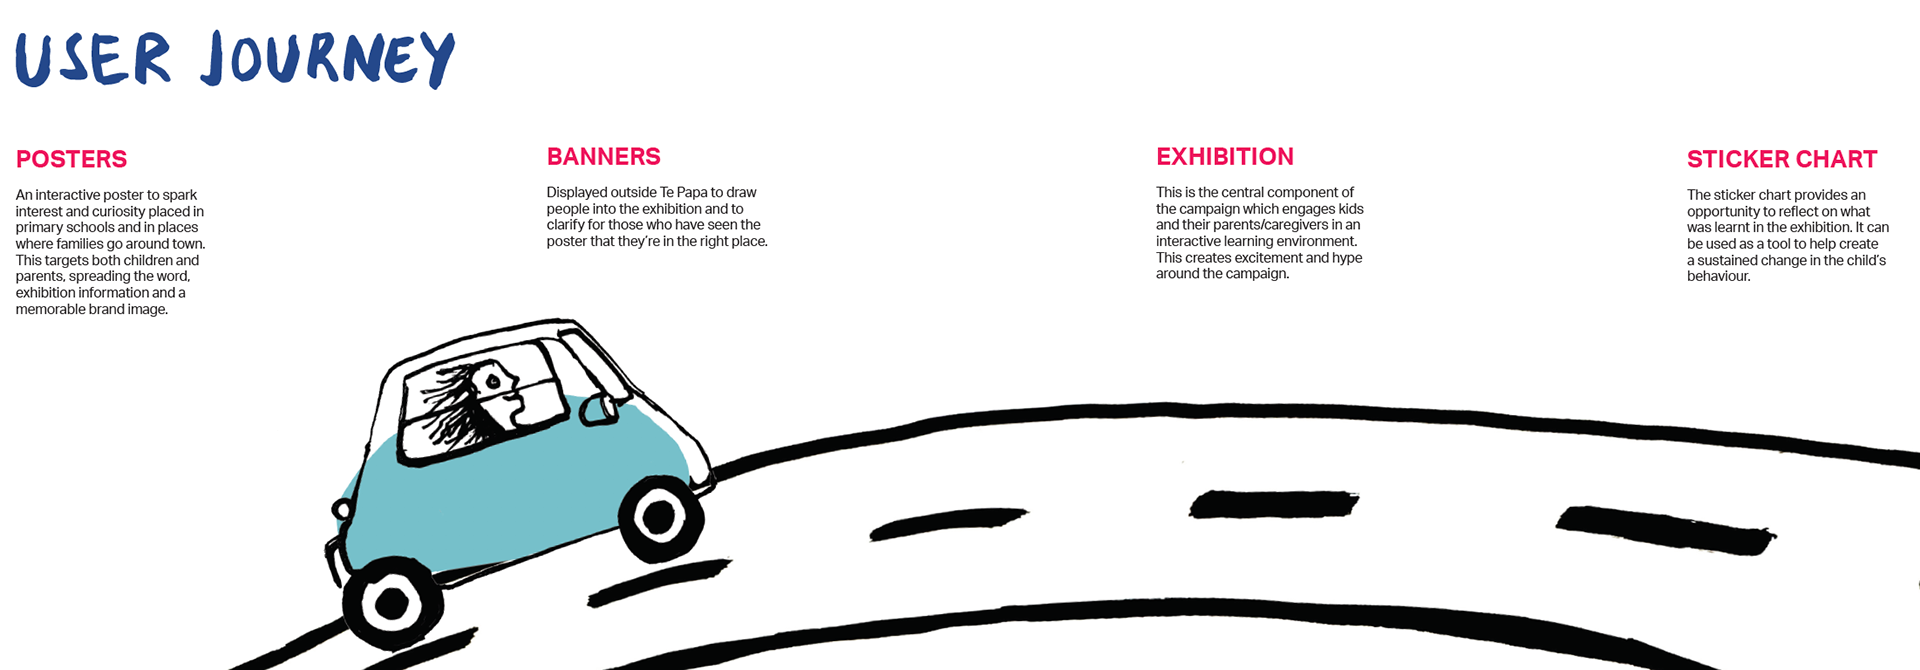 USER JOURNEY
POSTERS
An interactive poster to spark
interest and curiosity placed in
primary schools and in places
where families go around town.
This targets both children and
parents, spreading the word,
exhibition information and a
memorable brand image.
BANNERS
Displayed outside Te Papa to draw
people into the exhibition and to
clarify for those who have seen the
poster that they're in the right place.
EXHIBITION
This is the central component of
the campaign which engages kids
and their parents/caregivers in an
interactive learning environment.
This creates excitement and hype
around the campaign.
STICKER CHART
The sticker chart provides an
opportunity to reflect on what
was learnt in the exhibition. It can
be used as a tool to help create
a sustained change in the child's
behaviour.